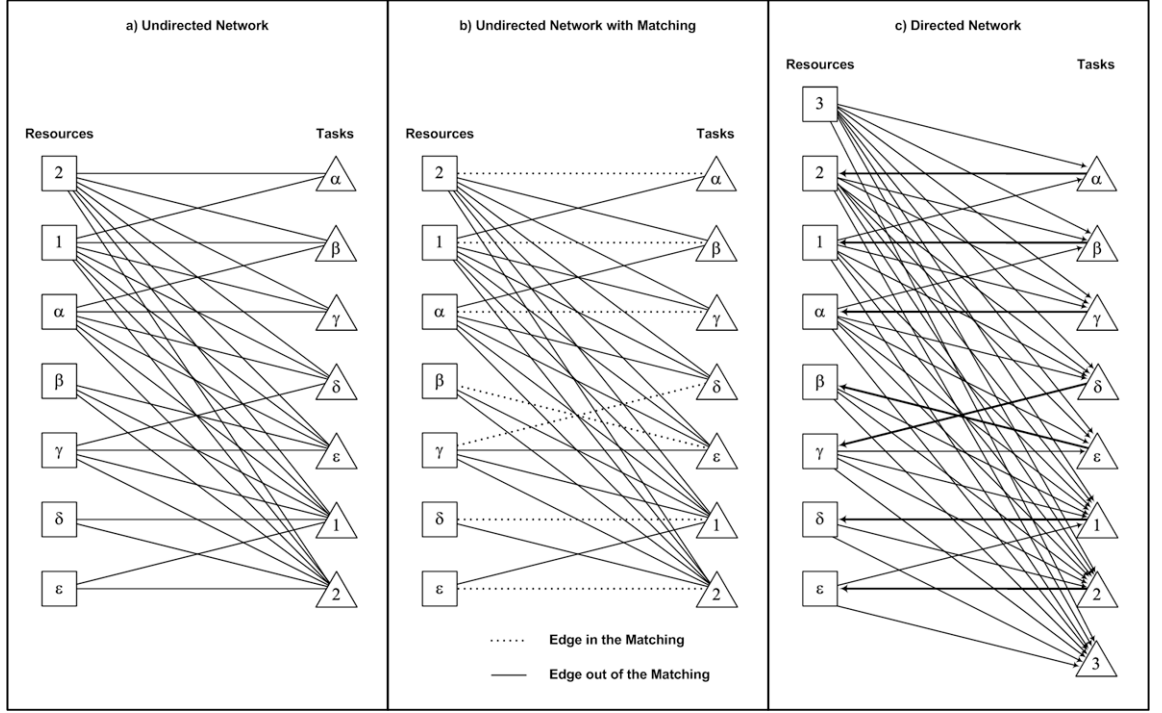 a) Undirected Network
Resources Tasks
2 α
1 β
α γ
β δ
γ ε
δ 1
ε 2
b) Undirected Network with Matching
Resources Tasks
2 α
1 β
α γ
β δ
γ ε
δ 1
ε 2
Edge in the Matching
Edge out of the Matching
c) Directed Network
Resources Tasks
3
2 α
1 β
α γ
β δ
γ ε
δ 1
ε 2
3